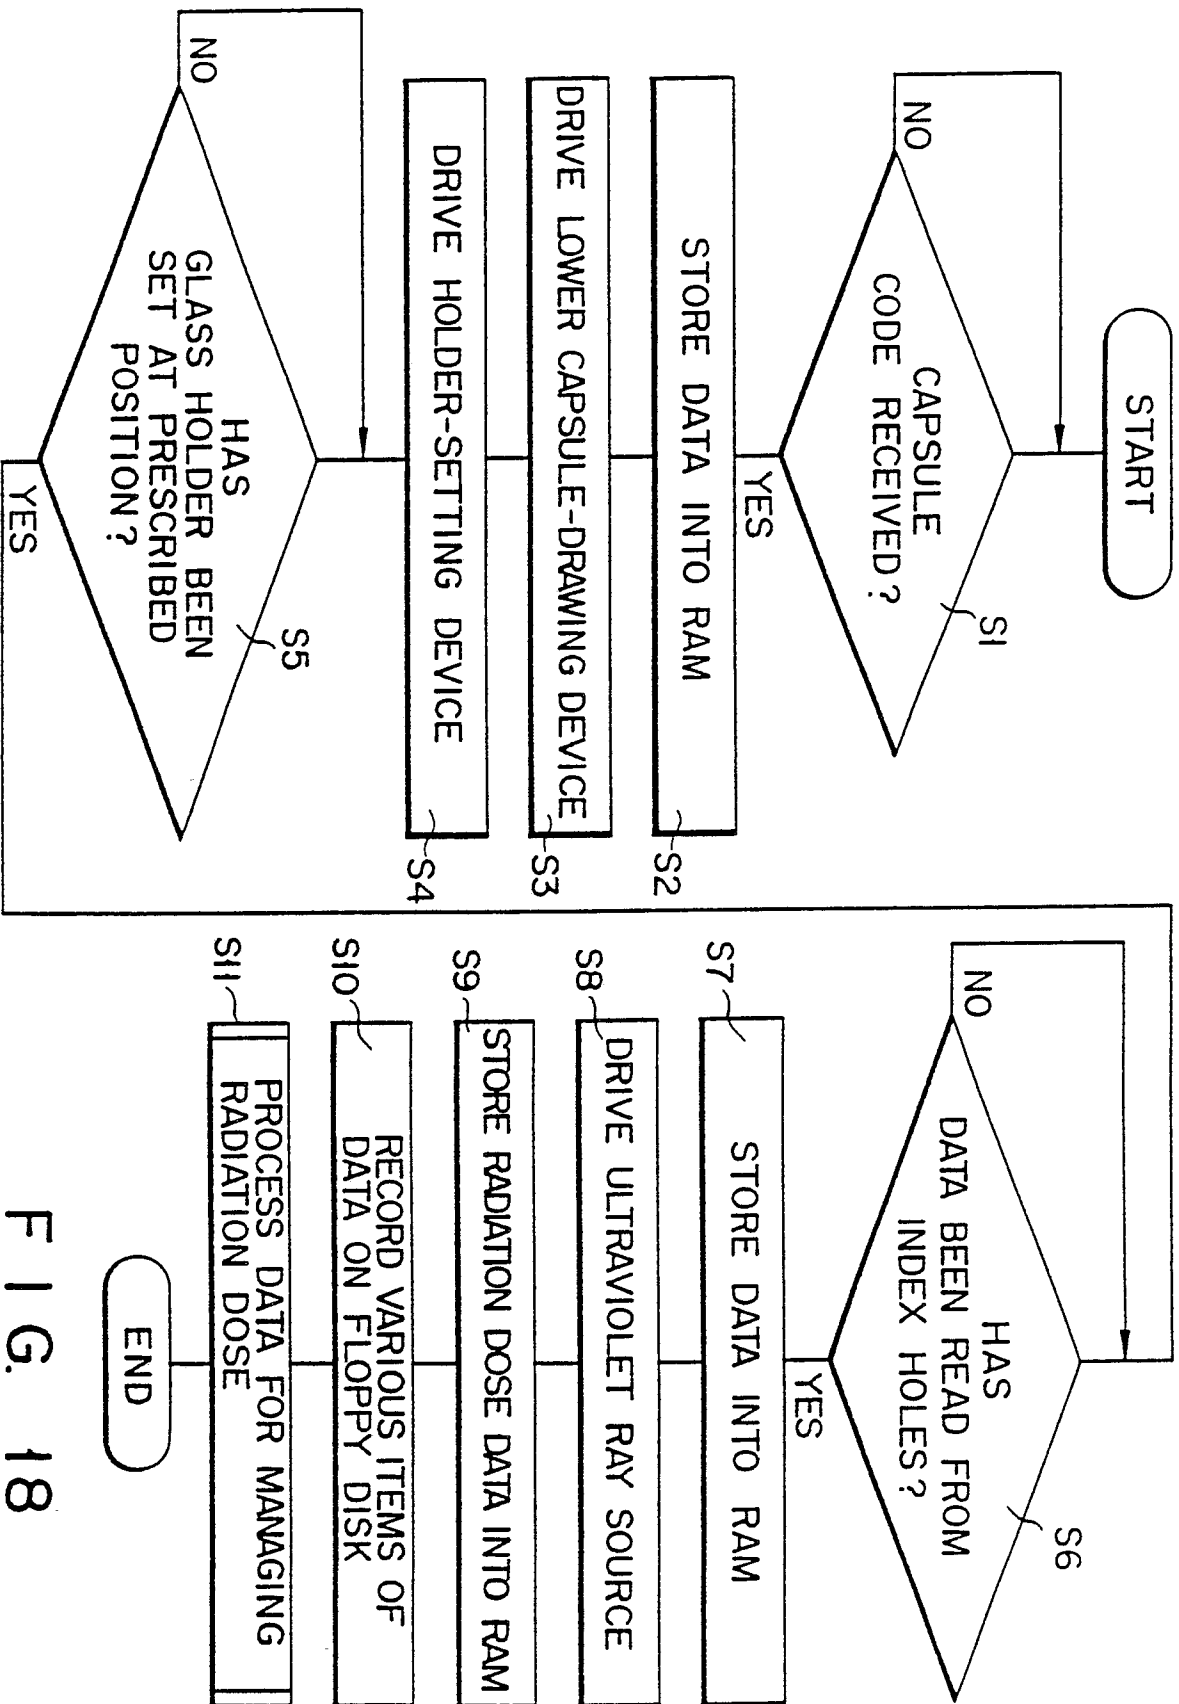 START
CAPSULE
CODE RECEIVED?
S1
NO
YES
STORE DATA INTO RAM
S2
DRIVE LOWER CAPSULE-DRAWING DEVICE
S3
DRIVE HOLDER-SETTING DEVICE
S4
HAS
GLASS HOLDER BEEN
SET AT PRESCRIBED
POSITION?
S5
NO
YES
HAS
DATA BEEN READ FROM
INDEX HOLES?
S6
NO
YES
S7
STORE DATA INTO RAM
S8
DRIVE ULTRAVIOLET RAY SOURCE
S9
STORE RADIATION DOSE DATA INTO RAM
S10
RECORD VARIOUS ITEMS OF
DATA ON FLOPPY DISK
S11
PROCESS DATA FOR MANAGING
RADIATION DOSE
END
FIG. 18